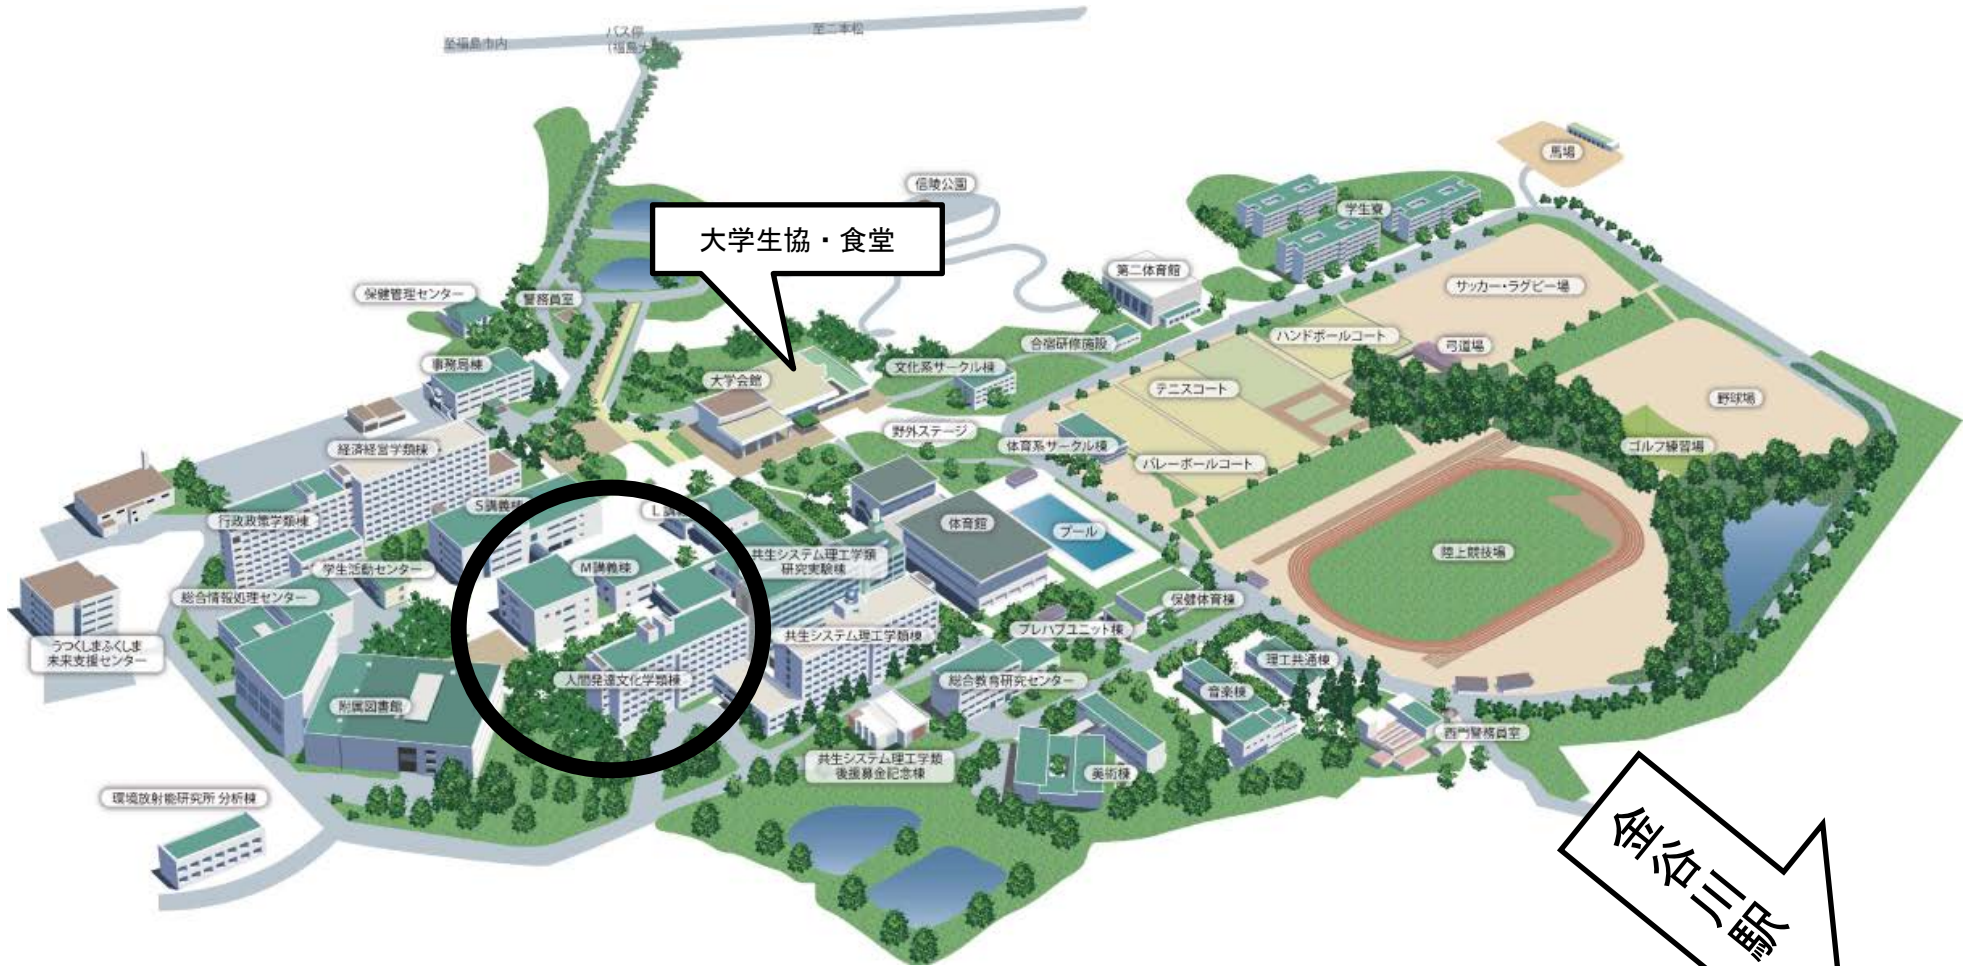 至福島市内
バス停
(福島大
至二本松
馬場
信陵公園
学生寮
大学生協・食堂
第二体育館
サッカー・ラグビー場
保健管理センター
警務員室
ハンドボールコート
合宿研修施設
弓道場
事務局棟
大学会館
文化系サークル棟
テニスコート
野球場
野外ステージ
体育系サークル棟
ゴルフ練習場
経済経営学類棟
バレーボールコート
S講義棟
L講
行政政策学類棟
体育館
プール
陸上競技場
共生システム理工学類
研究実験棟
M講義棟
学生活動センター
総合情報処理センター
保健体育棟
プレハブユニット棟
共生システム理工学類棟
うつくしまふくしま
未来支援センター
理工共通棟
人間発達文化学類棟
総合教育研究センター
音楽棟
附属図書館
西門警務員室
共生システム理工学類
後援募金記念棟
美術棟
環境放射能研究所 分析棟
金谷川駅